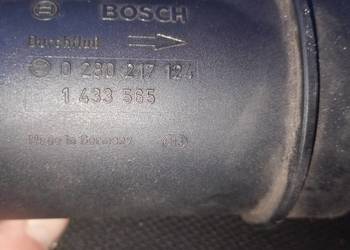 BOSCH
Durchfluß
0 280 217 124
1 433 565
Made in Germany